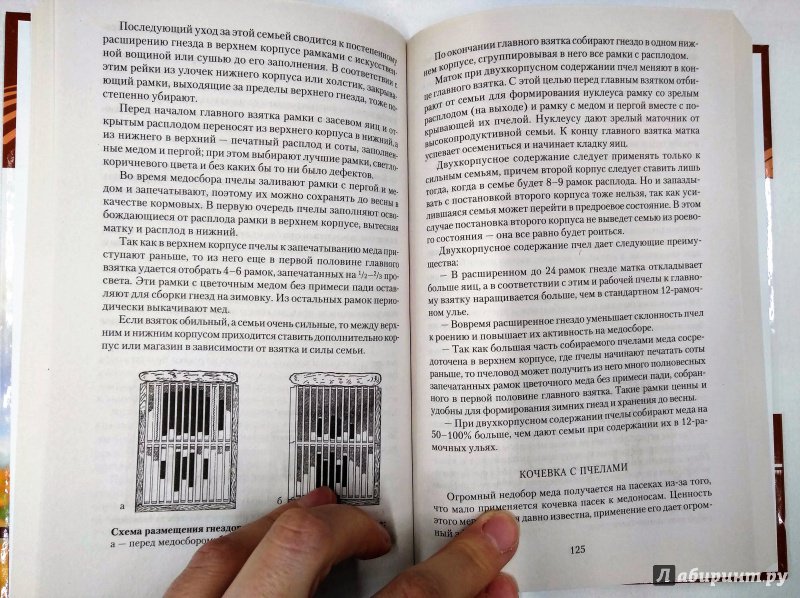 Последующий уход за этой семьей сводится к постепенному
расширению гнезда в верхнем корпусе рамками с искусствен-
ной вощиной или сушью до его заполнения. В соответствии с
этим рейки из улочек нижнего корпуса или холстик, закрыва-
ющий рамки, выходящие за пределы верхнего гнезда, тоже по-
степенно убирают.
Перед началом главного взятка рамки с засевом яиц и от-
крытым расплодом переносят из верхнего корпуса в нижний, а
из нижнего в верхний — печатный расплод и соты, заполнен-
ные медом и пергой; при этом выбирают лучшие рамки, светло-
коричневого цвета и без каких бы то ни было дефектов.
Во время медосбора пчелы заливают рамки с пергой и ме-
дом и запечатывают, поэтому их можно сохранять до весны в
качестве кормовых. В первую очередь пчелы заполняют осво-
бождающиеся от расплода рамки в верхнем корпусе, вытесняя
матку и расплод в нижний.
Так как в верхнем корпусе пчелы к запечатыванию меда при-
ступают раньше, то из него еще в первой половине главного
взятка удается отобрать 4–6 рамок, запечатанных на 1/2–2/3 про-
света. Эти рамки с цветочным медом без примеси пади остав-
ляют для сборки гнезд на зимовку. Из остальных рамок перио-
дически выкачивают мед.
Если взяток обильный, а семьи очень сильные, то между верх-
ним и нижним корпусом приходится ставить дополнительно кор-
пус или магазин в зависимости от взятка и силы семьи.
а
б
Схема размещения гнездо
а — перед медосбором
По окончании главного взятка собирают гнездо в одном ниж-
нем корпусе, сгруппировывая в него все рамки с расплодом.
Маток при двухкорпусном содержании пчел меняют в кон-
це главного взятка. С этой целью перед главным взятком отби-
рают от семьи для формирования нуклеуса рамку со зрелым
расплодом (на выходе) и рамку с медом и пергой вместе с по-
крывающей их пчелой. Нуклеусу дают зрелый маточник от
высокопродуктивной семьи. К концу главного взятка матка
успевает осемениться и начинает кладку яиц.
Двухкорпусное содержание следует применять только к
сильным семьям, причем второй корпус следует ставить лишь
тогда, когда в семье будет 8–9 рамок расплода. Но и запазды-
вать с постановкой второго корпуса тоже нельзя, так как уси-
лившаяся семья может перейти в предроевое состояние. В этом
случае постановка второго корпуса не выведет семью из роево-
го состояния — она все равно будет роиться.
Двухкорпусное содержание пчел дает следующие преиму-
щества:
— В расширенном до 24 рамок гнезде матка откладывает
больше яиц, а в соответствии с этим и рабочей пчелы к главно-
му взятку наращивается больше, чем в стандартном 12-рамоч-
ном улье.
— Вовремя расширенное гнездо уменьшает склонность пчел
к роению и повышает их активность на медосборе.
— Так как большая часть собираемого пчелами меда сосре-
доточена в верхнем корпусе, где пчелы начинают печатать соты
раньше, то пчеловод может получить из него много полновесных
запечатанных рамок цветочного меда без примеси пади, собран-
ного в первой половине главного взятка. Такие рамки ценны и
удобны для формирования зимних гнезд и хранения до весны.
— При двухкорпусном содержании пчелы собирают меда на
50–100% больше, чем дают семьи при содержании их в 12-ра-
мочных ульях.
КОЧЕВКА С ПЧЕЛАМИ
Огромный недобор меда получается на пасеках из-за того,
что мало применяется кочевка пасек к медоносам. Ценность
этого мер давно известна, применение его дает огром-
ный
125
Лабиринт.ру